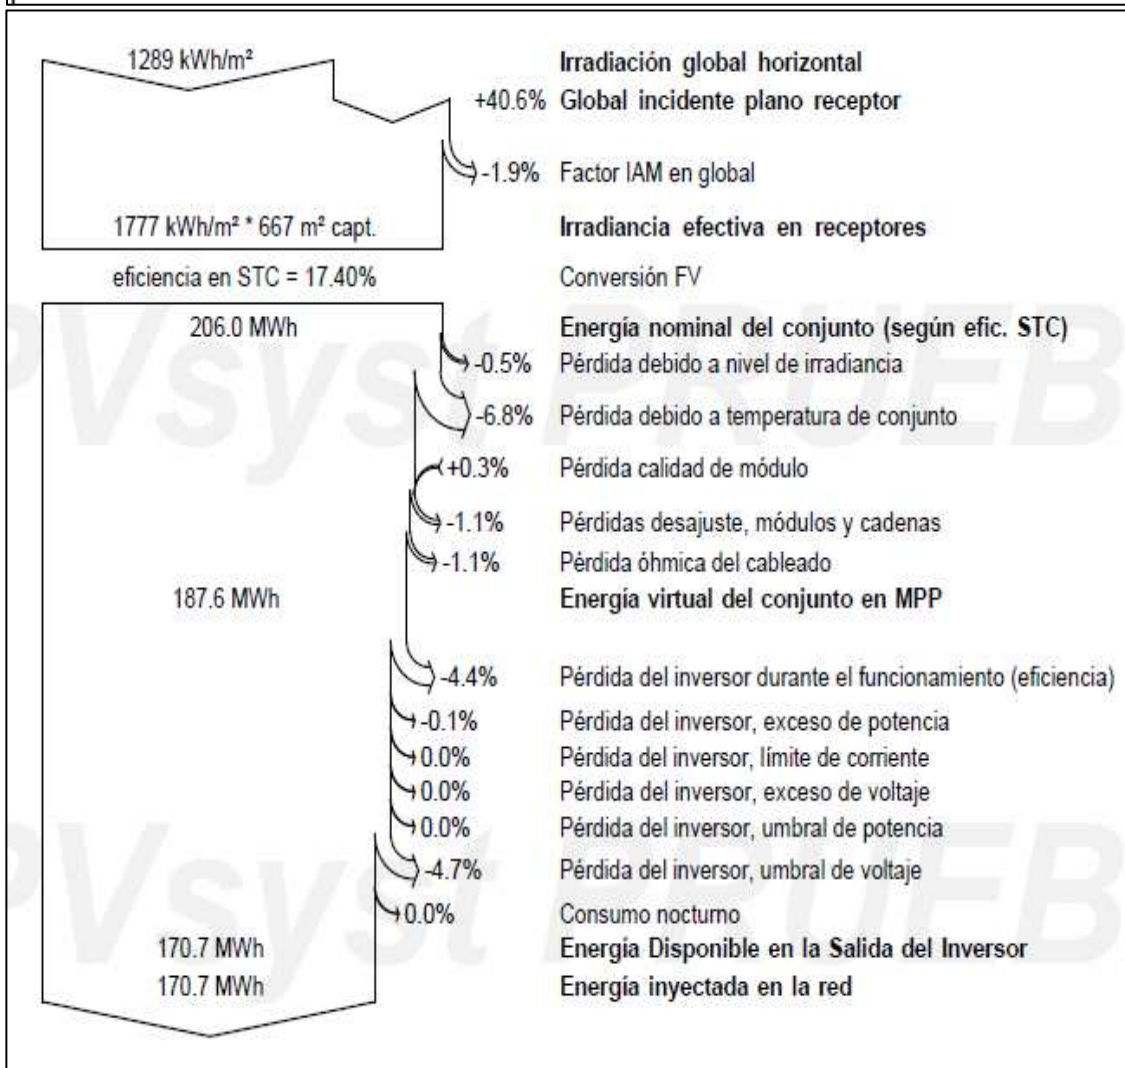 1289 kWh/m² Irradiación global horizontal
+40.6% Global incidente plano receptor
-1.9% Factor IAM en global
1777 kWh/m² * 667 m² capt. Irradiancia efectiva en receptores
eficiencia en STC = 17.40% Conversión FV
206.0 MWh Energía nominal del conjunto (según efic. STC)
-0.5% Pérdida debido a nivel de irradiancia
-6.8% Pérdida debido a temperatura de conjunto
+0.3% Pérdida calidad de módulo
-1.1% Pérdidas desajuste, módulos y cadenas
-1.1% Pérdida óhmica del cableado
187.6 MWh Energía virtual del conjunto en MPP
-4.4% Pérdida del inversor durante el funcionamiento (eficiencia)
-0.1% Pérdida del inversor, exceso de potencia
0.0% Pérdida del inversor, límite de corriente
0.0% Pérdida del inversor, exceso de voltaje
0.0% Pérdida del inversor, umbral de potencia
-4.7% Pérdida del inversor, umbral de voltaje
0.0% Consumo nocturno
170.7 MWh Energía Disponible en la Salida del Inversor
170.7 MWh Energía inyectada en la red
PVsyst PRUEB
PVsyst PRUEB